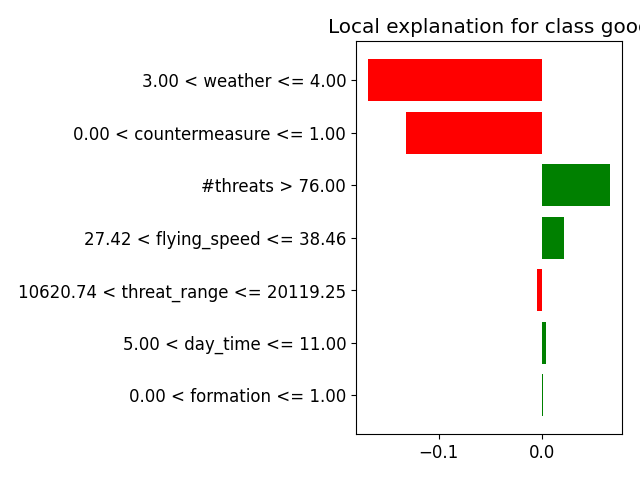 Local explanation for class good
3.00 < weather <= 4.00
0.00 < countermeasure <= 1.00
#threats > 76.00
27.42 < flying_speed <= 38.46
10620.74 < threat_range <= 20119.25
5.00 < day_time <= 11.00
0.00 < formation <= 1.00
−0.1 0.0